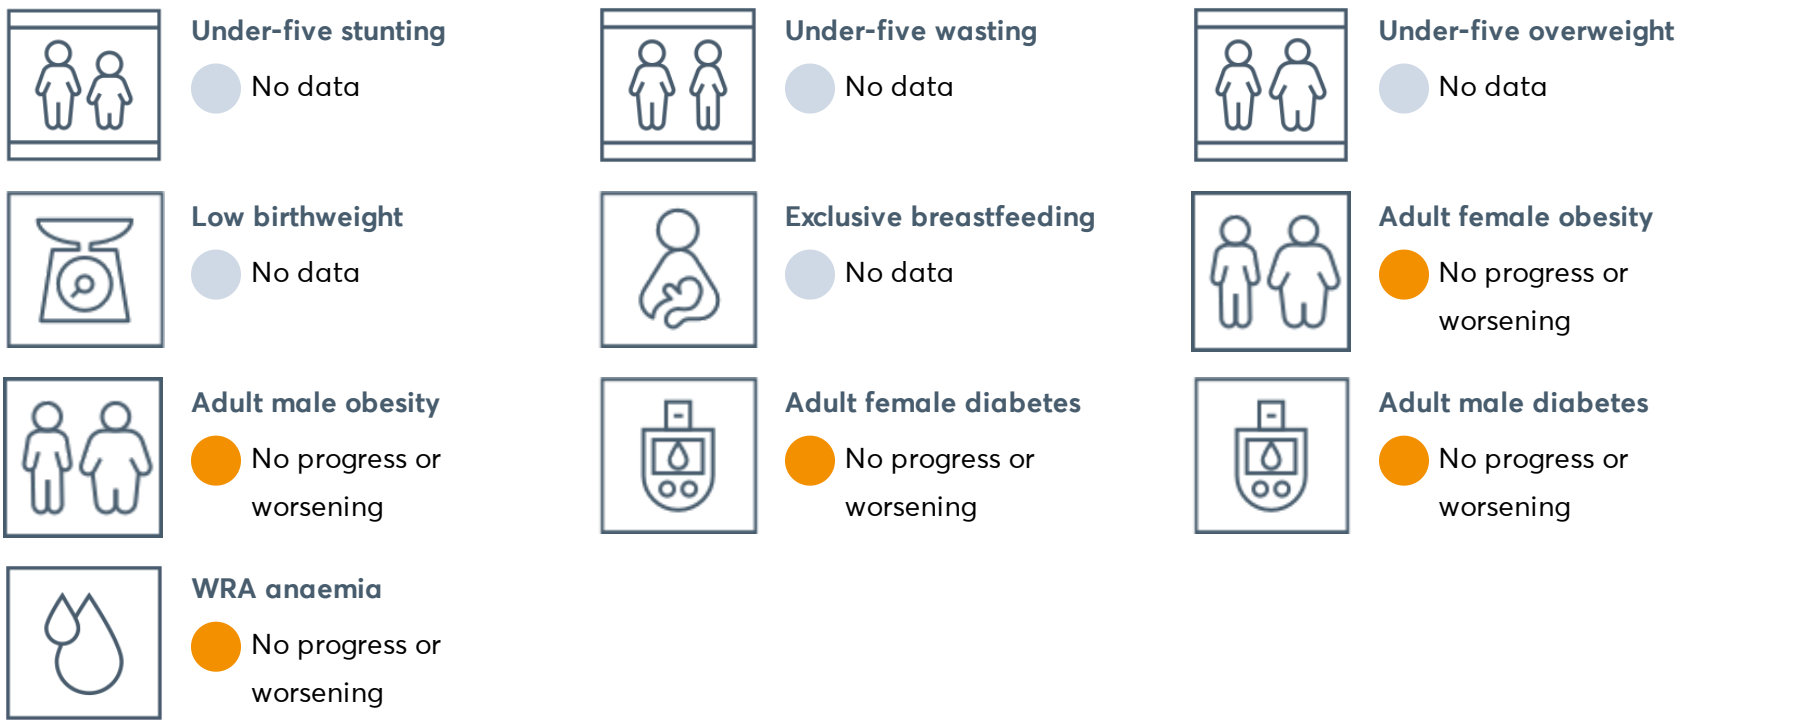 Under-five stunting
No data
Under-five wasting
No data
Under-five overweight
No data
Low birthweight
No data
Exclusive breastfeeding
No data
Adult female obesity
No progress or
worsening
Adult male obesity
No progress or
worsening
Adult female diabetes
No progress or
worsening
Adult male diabetes
No progress or
worsening
WRA anaemia
No progress or
worsening